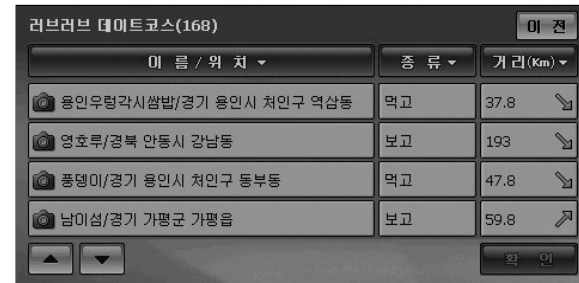 러브러브 데이트코스(168) 이 전
이 름 / 위 치 종 류 거 리(Km)
용인우렁각시쌈밥/경기 용인시 처인구 역삼동 먹고 37.8
영호루/경북 안동시 강남동 보고 193
풍뎅이/경기 용인시 처인구 동부동 먹고 47.8
남이섬/경기 가평군 가평읍 보고 59.8
확 인